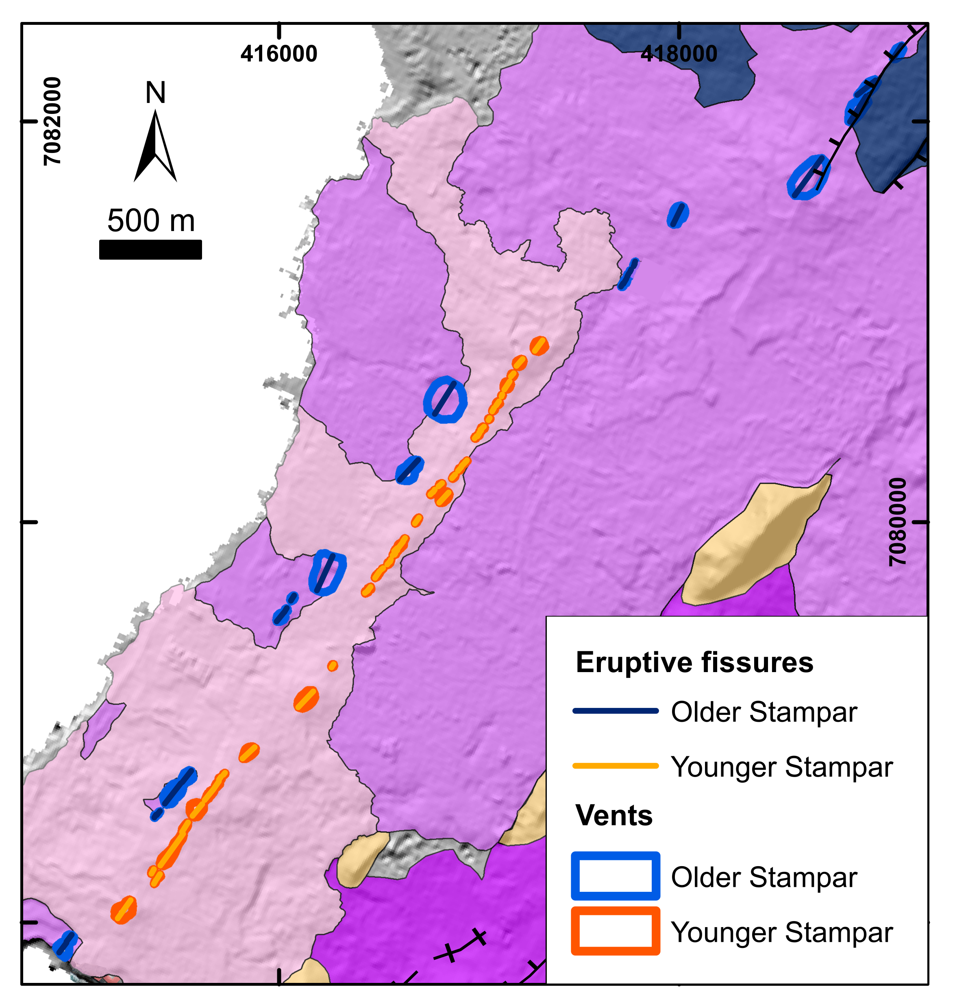 416000
418000
7082000
N
500 m
7080000
Eruptive fissures
Older Stampar
Younger Stampar
Vents
Older Stampar
Younger Stampar